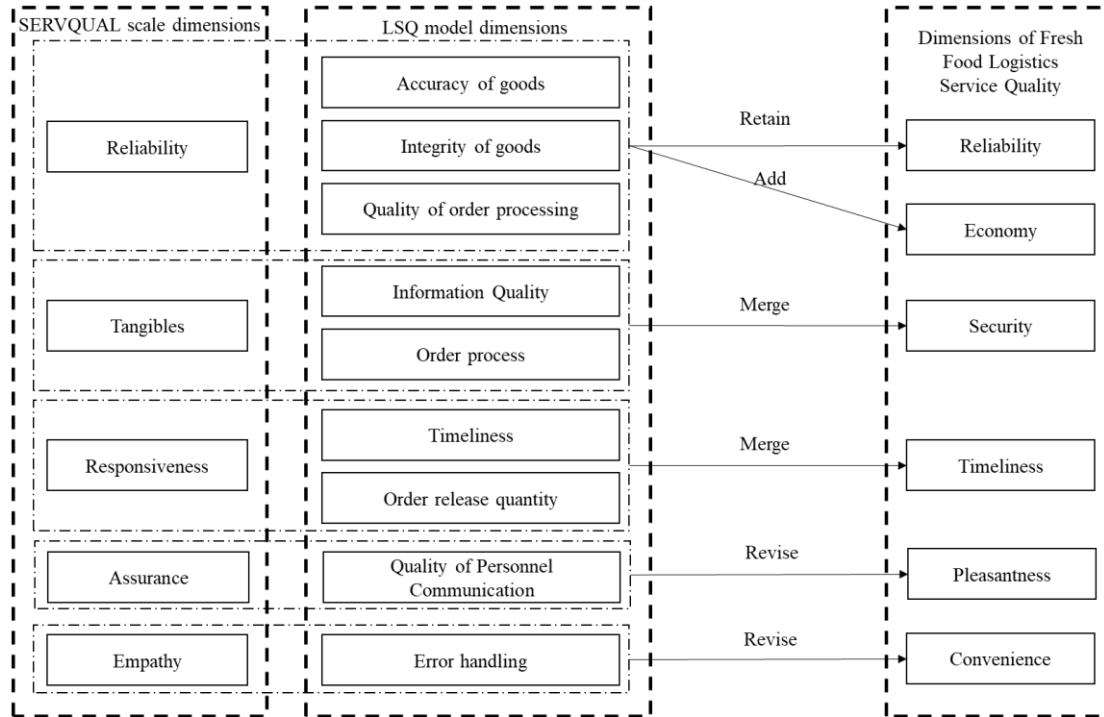 SERVQUAL scale dimensions
LSQ model dimensions
Dimensions of Fresh
Food Logistics
Service Quality
Reliability
Accuracy of goods
Integrity of goods
Quality of order processing
Retain
Add
Reliability
Economy
Tangibles
Information Quality
Order process
Merge
Security
Responsiveness
Timeliness
Order release quantity
Merge
Timeliness
Assurance
Quality of Personnel
Communication
Revise
Pleasantness
Empathy
Error handling
Revise
Convenience